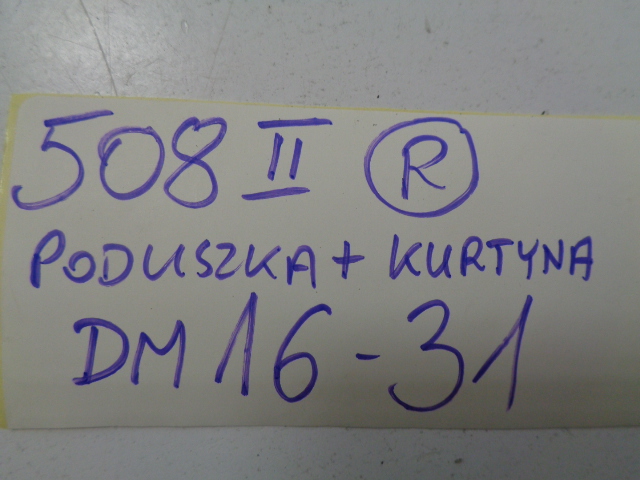 508 II R
PODUSZKA + KURTYNA
DM 16-31